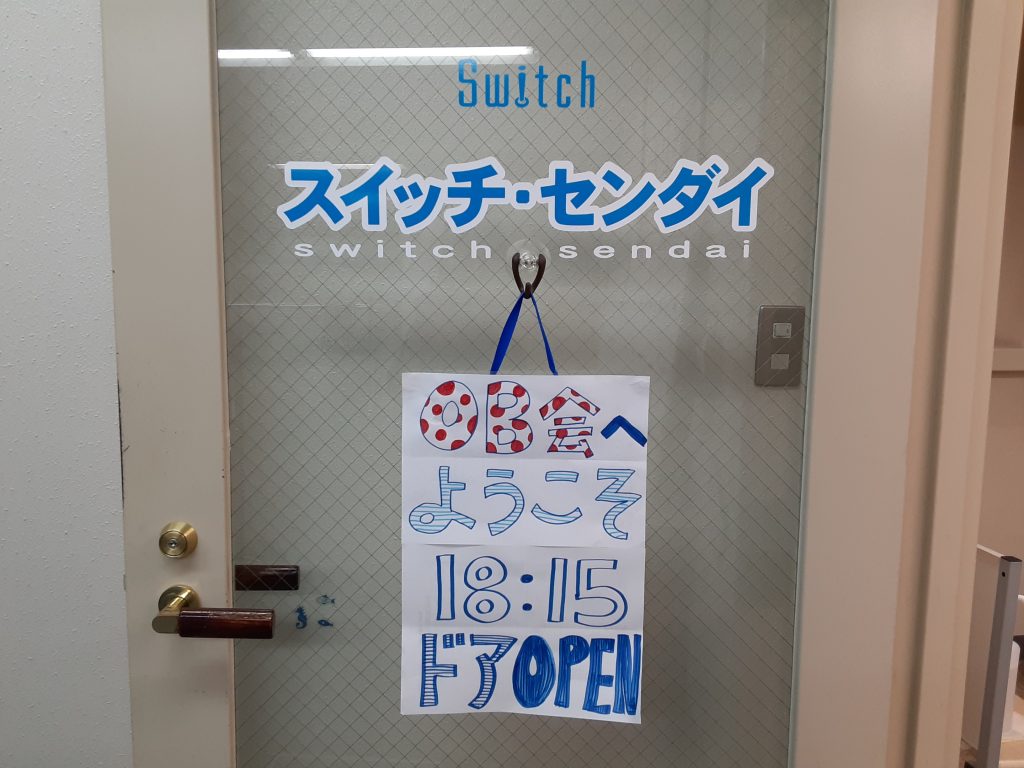 Switch
スイッチ・センダイ
switch sendai
OB会へ
ようこそ
18:15
ドアOPEN